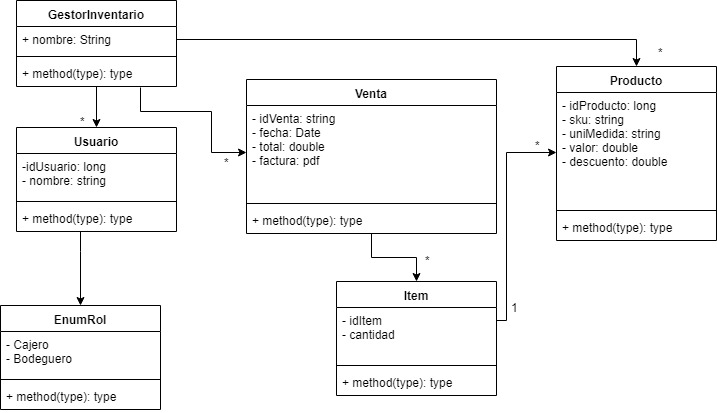 GestorInventario
+ nombre: String
+ method(type): type
*
*
*
Usuario
-idUsuario: long
- nombre: string
+ method(type): type
EnumRol
- Cajero
- Bodeguero
+ method(type): type
Venta
- idVenta: string
- fecha: Date
- total: double
- factura: pdf
+ method(type): type
*
Item
- idItem
- cantidad
+ method(type): type
1
*
Producto
- idProducto: long
- sku: string
- uniMedida: string
- valor: double
- descuento: double
+ method(type): type